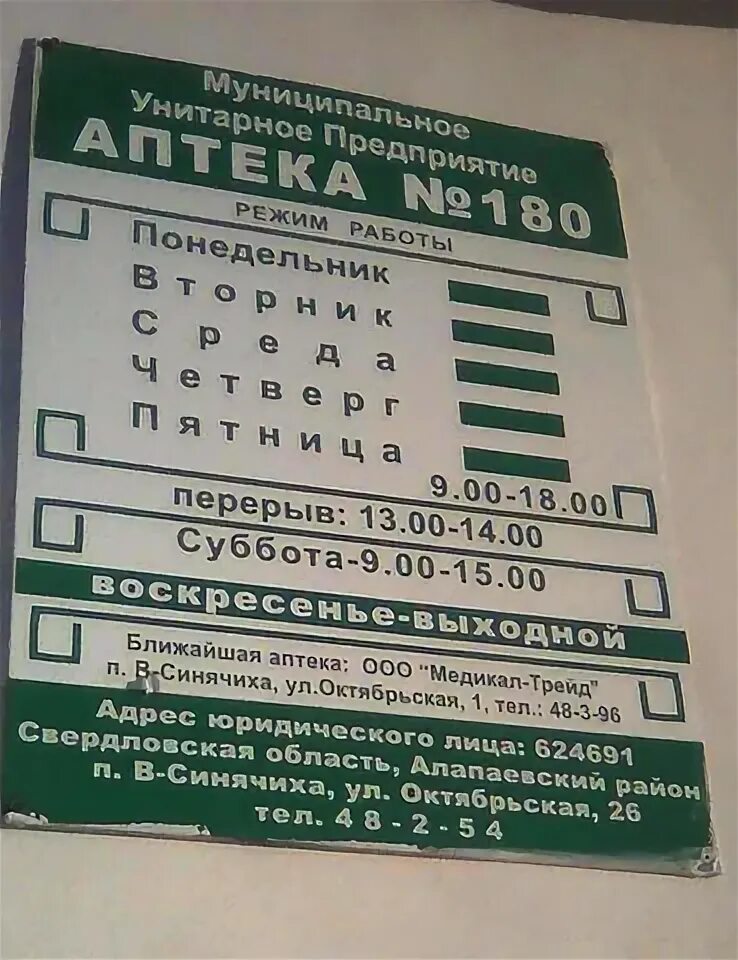 Муниципальное
Унитарное Предприятие
АПТЕКА №180
РЕЖИМ РАБОТЫ
Понедельник
Вторник
Среда
Четверг
Пятница
9.00-18.00
перерыв: 13.00-14.00
Суббота-9.00-15.00
воскресенье-выходной
Ближайшая аптека: ООО "Медикал-Трейд"
п. В-Синячиха, ул.Октябрьская, 1, тел.: 48-3-96
Адрес юридического лица: 624691
Свердловская область, Алапаевский район
п. В-Синячиха, ул. Октябрьская, 26
тел. 48-2-54